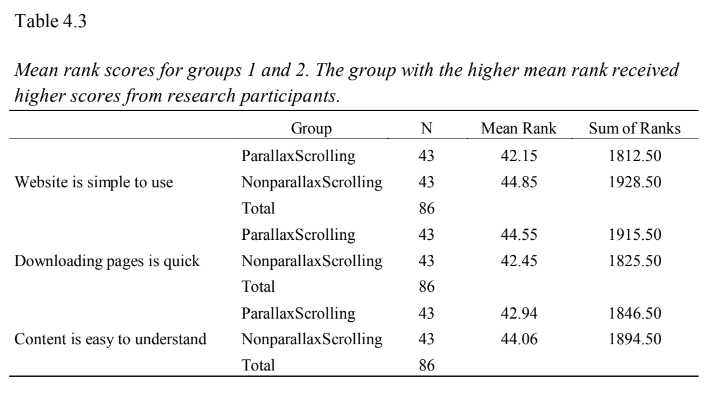 Table 4.3
Mean rank scores for groups 1 and 2. The group with the higher mean rank received
higher scores from research participants.
Group N Mean Rank Sum of Ranks
ParallaxScrolling 43 42.15 1812.50
Website is simple to use NonparallaxScrolling 43 44.85 1928.50
Total 86
ParallaxScrolling 43 44.55 1915.50
Downloading pages is quick NonparallaxScrolling 43 42.45 1825.50
Total 86
ParallaxScrolling 43 42.94 1846.50
Content is easy to understand NonparallaxScrolling 43 44.06 1894.50
Total 86